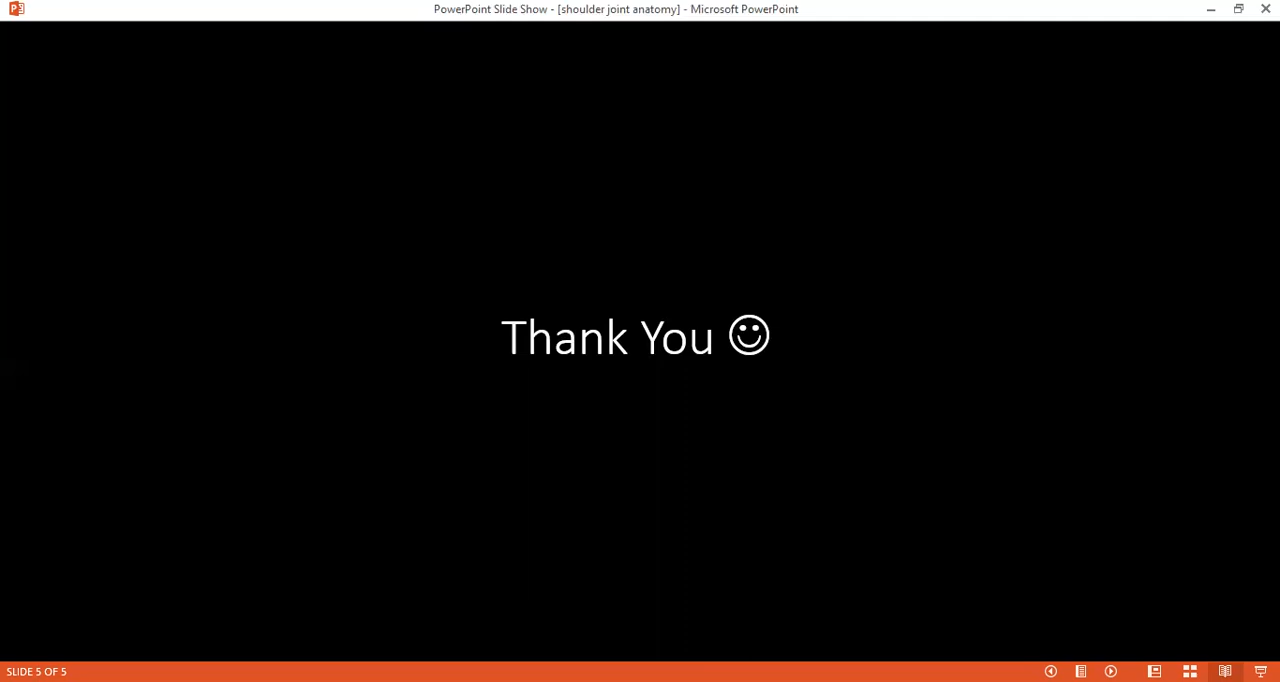 PowerPoint Slide Show - [shoulder joint anatomy] - Microsoft PowerPoint
Thank You ☺
SLIDE 5 OF 5